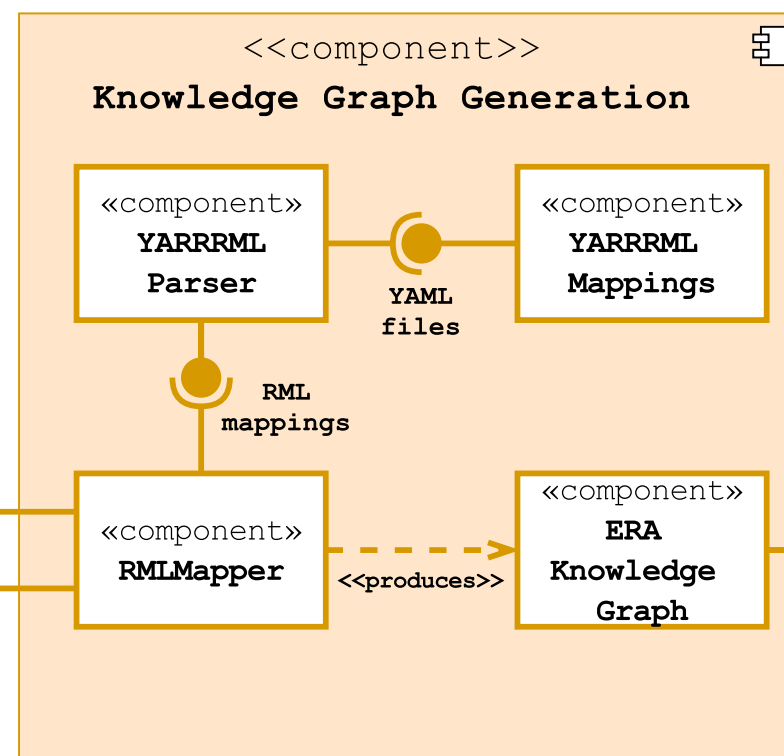 <<component>>
Knowledge Graph Generation
«component»
YARRRML
Parser
YAML
files
«component»
YARRRML
Mappings
RML
mappings
«component»
RMLMapper
<<produces>>
«component»
ERA
Knowledge
Graph